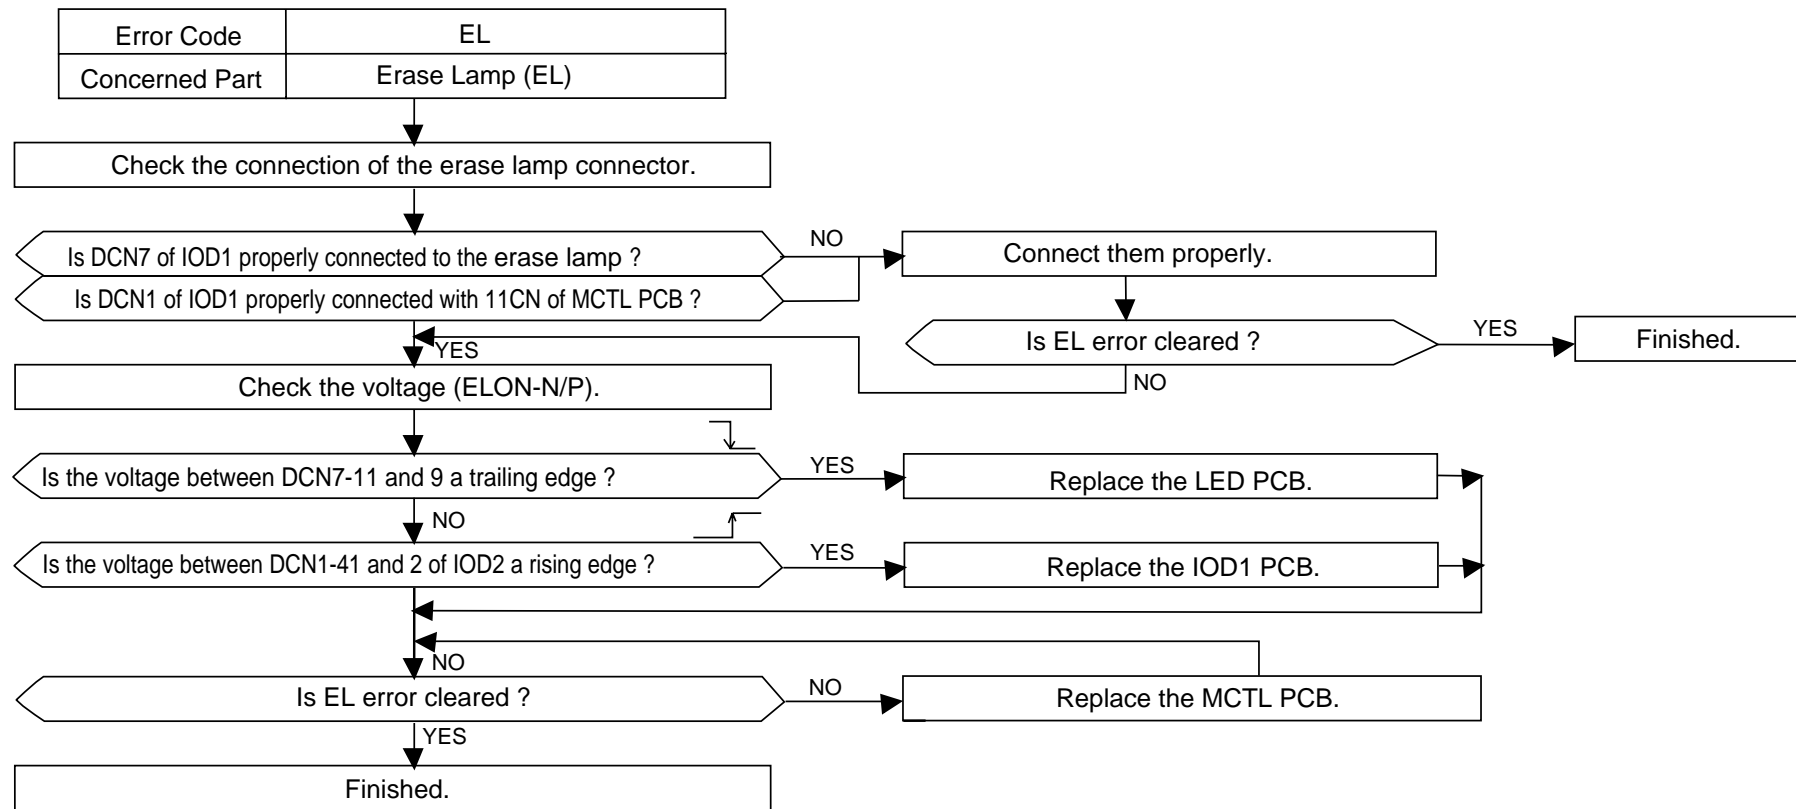 Error Code EL
Concerned Part Erase Lamp (EL)
Check the connection of the erase lamp connector.
Is DCN7 of IOD1 properly connected to the erase lamp ?
NO
Connect them properly.
Is DCN1 of IOD1 properly connected with 11CN of MCTL PCB ?
Is EL error cleared ?
YES
Finished.
YES
NO
Check the voltage (ELON-N/P).
Is the voltage between DCN7-11 and 9 a trailing edge ?
YES
Replace the LED PCB.
NO
Is the voltage between DCN1-41 and 2 of IOD2 a rising edge ?
YES
Replace the IOD1 PCB.
NO
Is EL error cleared ?
NO
Replace the MCTL PCB.
YES
Finished.